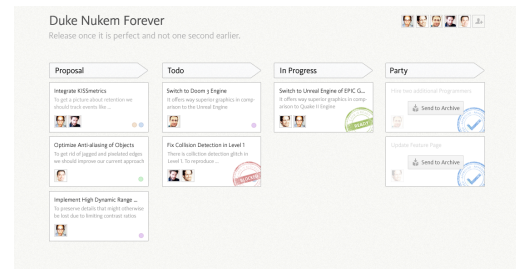 Duke Nukem Forever
Release once it is perfect and not one second earlier.
Proposal
Integrate KISSmetrics
To get a picture about retention we
should track events like ...
Optimize Anti-aliasing of Objects
To get rid of jagged and pixelated edges
we should improve our current approach
Implement High Dynamic Range ...
To preserve details that might otherwise
be lost due to limiting contrast ratios
Todo
Switch to Doom 3 Engine
It offers way superior graphics in comp
arison to the Unreal Engine
Fix Collision Detection in Level 1
There is collision detection glitch in
Level 1. To reproduce...
BLOCKED
In Progress
Switch to Unreal Engine of EPIC G...
It offers way superior graphics in comp
arison to Quake II Engine
READY
Party
Hire two additional Programmers
Send to Archive
Update Feature Page
Send to Archive